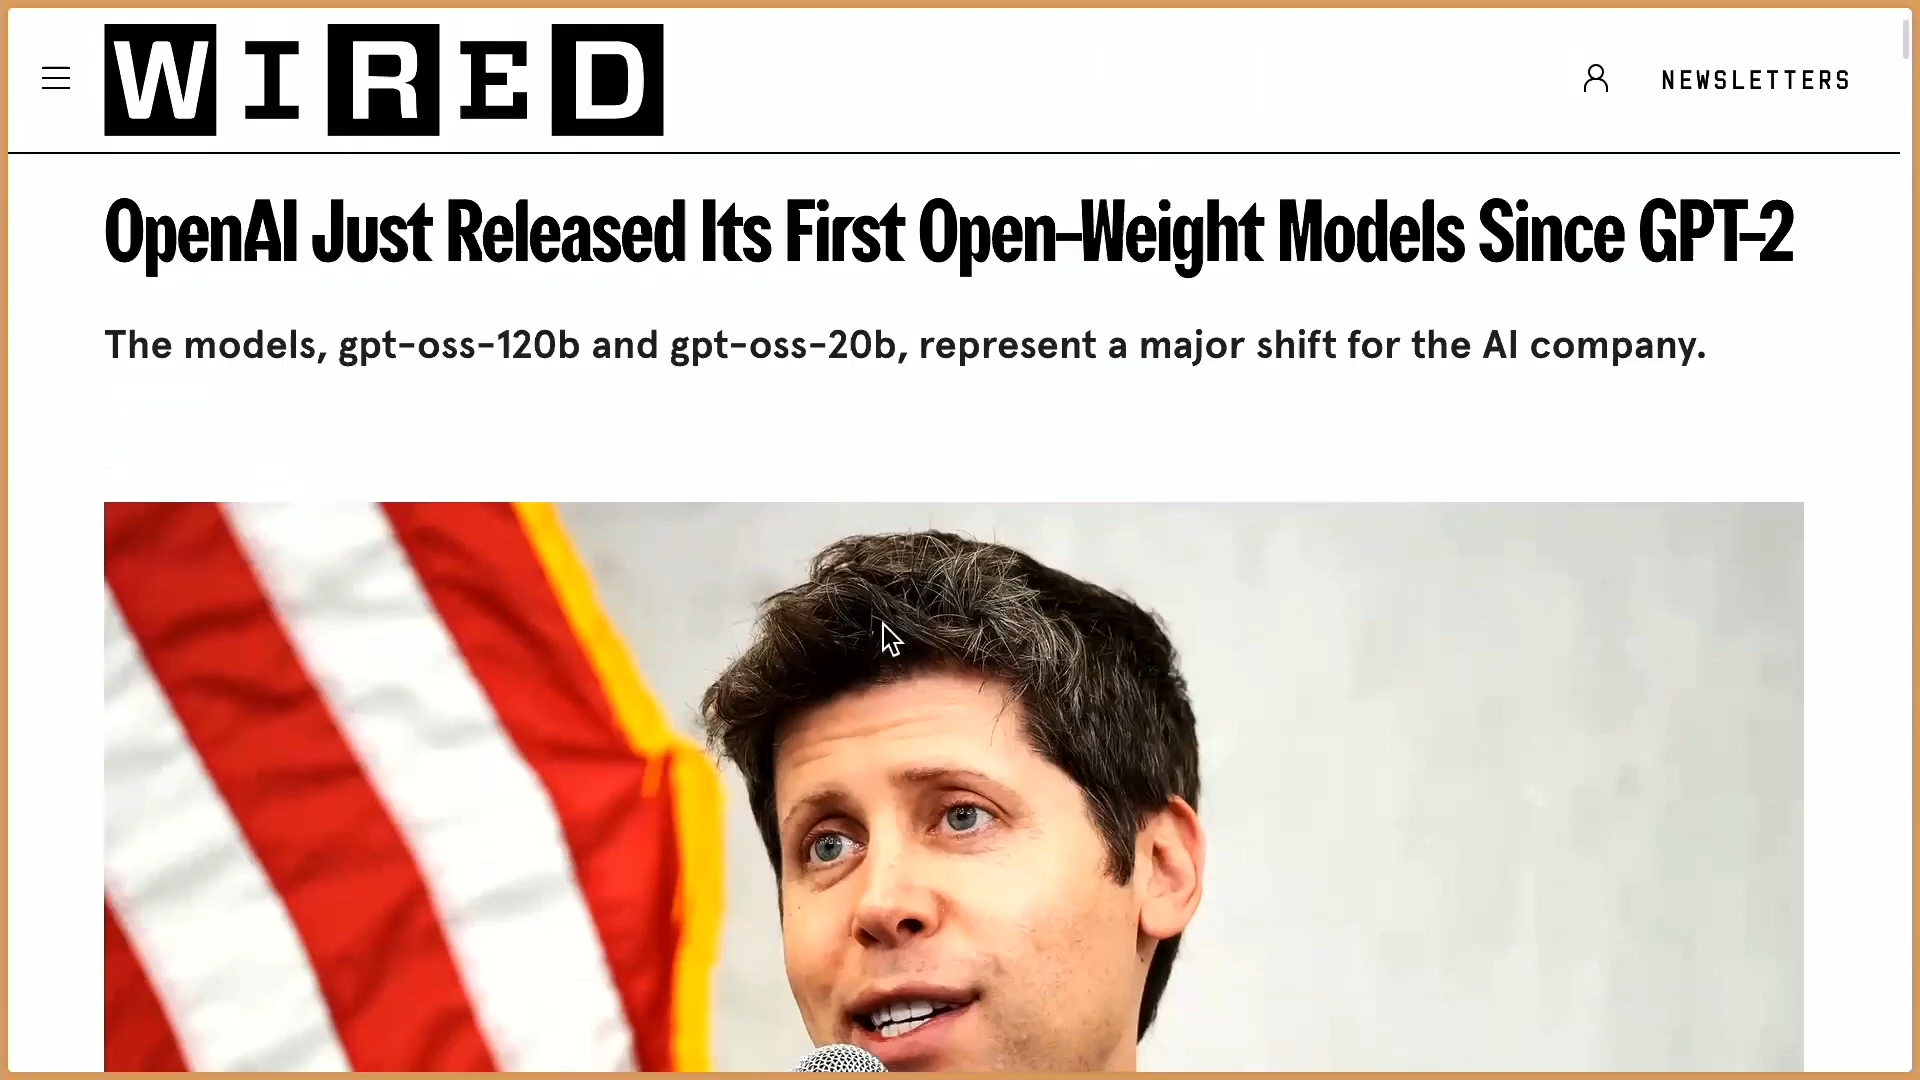 WIRED
NEWSLETTERS
OpenAI Just Released Its First Open-Weight Models Since GPT-2
The models, gpt-oss-120b and gpt-oss-20b, represent a major shift for the AI company.